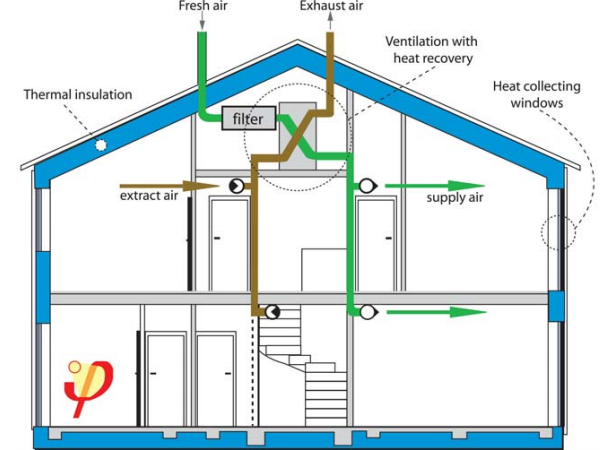 Fresh air
Exhaust air
Ventilation with
heat recovery
Heat collecting
windows
Thermal insulation
filter
extract air
supply air